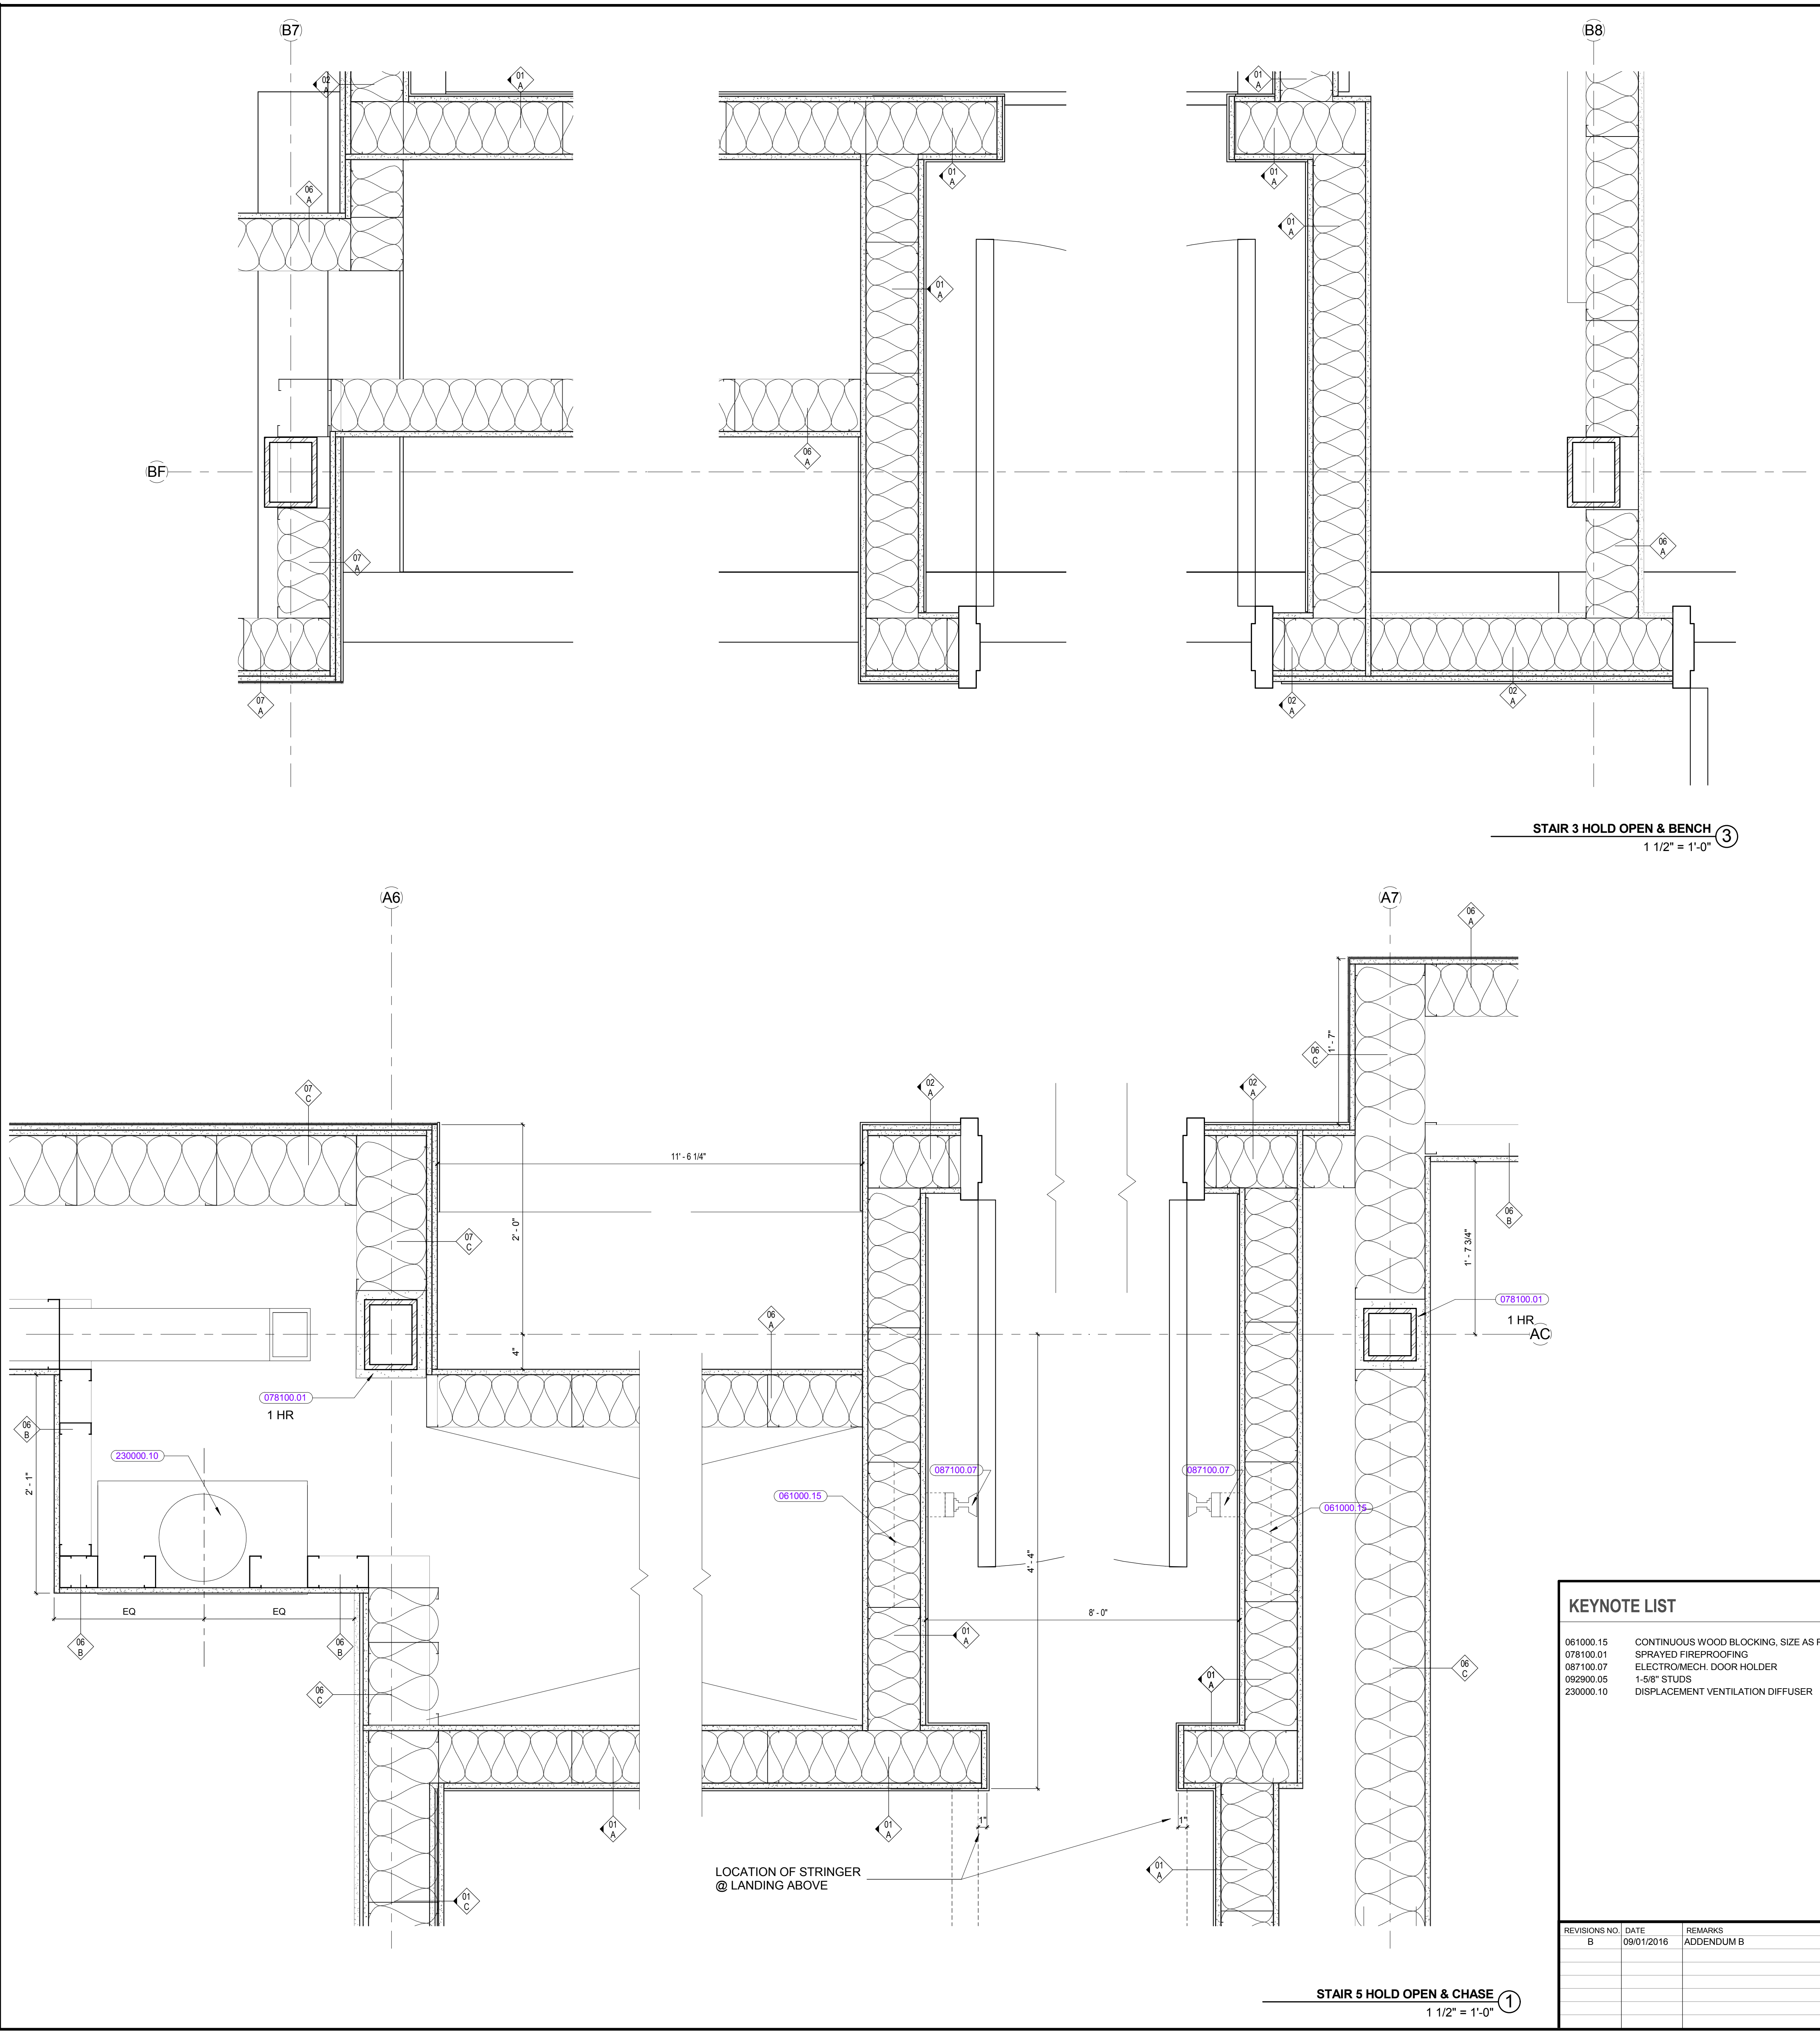 B7
B8
02
A
01
A
01
A
01
A
01
A
06
A
01
A
01
A
06
A
BF
07
A
06
A
07
A
02
A
02
A
STAIR 3 HOLD OPEN & BENCH
3
1 1/2" = 1'-0"
A6
A7
06
A
06
C
1' - 7"
07
C
02
A
02
A
11' - 6 1/4"
2' - 0"
07
C
06
B
1' - 7 3/4"
078100.01
1 HR
AC
06
A
4"
078100.01
1 HR
06
B
230000.10
2' - 1"
087100.07
087100.07
061000.15
061000.15
4' - 4"
EQ
EQ
8' - 0"
06
B
06
B
01
A
06
C
01
A
06
C
KEYNOTE LIST
061000.15 CONTINUOUS WOOD BLOCKING, SIZE AS
078100.01 SPRAYED FIREPROOFING
087100.07 ELECTRO/MECH. DOOR HOLDER
092900.05 1-5/8" STUDS
230000.10 DISPLACEMENT VENTILATION DIFFUSER
1"
1"
01
A
01
A
LOCATION OF STRINGER
@ LANDING ABOVE
01
A
01
C
REVISIONS NO. DATE REMARKS
B 09/01/2016 ADDENDUM B
STAIR 5 HOLD OPEN & CHASE
1
1 1/2" = 1'-0"